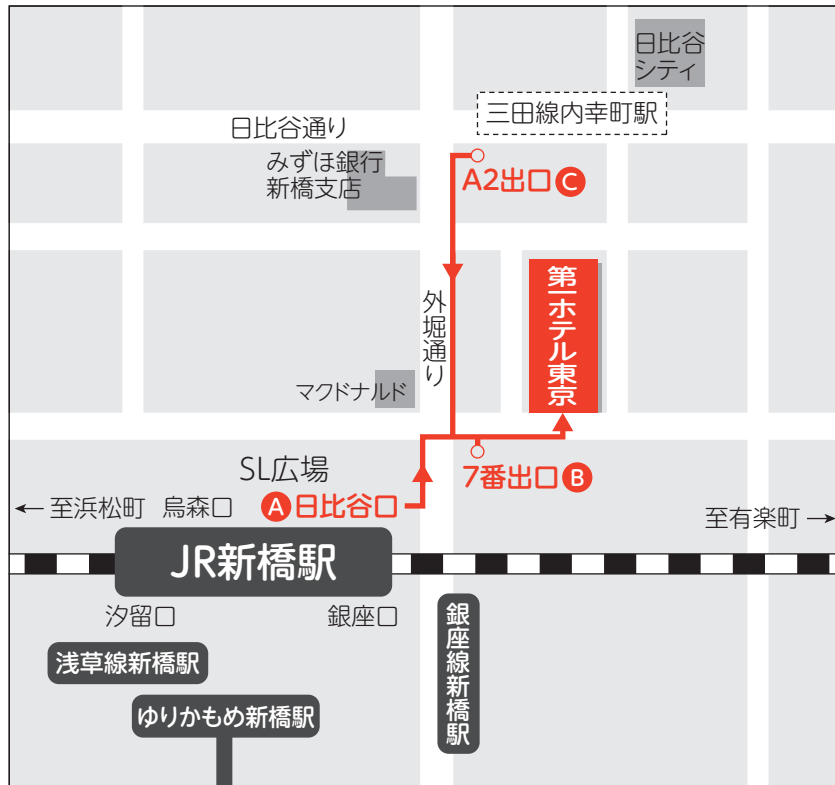 日比谷
シティ
三田線内幸町駅
日比谷通り
みずほ銀行
新橋支店
A2出口 C
第一ホテル東京
外堀通り
マクドナルド
SL広場
7番出口 B
←至浜松町
烏森口
A 日比谷口
至有楽町→
JR新橋駅
汐留口
銀座口
銀座線新橋駅
浅草線新橋駅
ゆりかもめ新橋駅